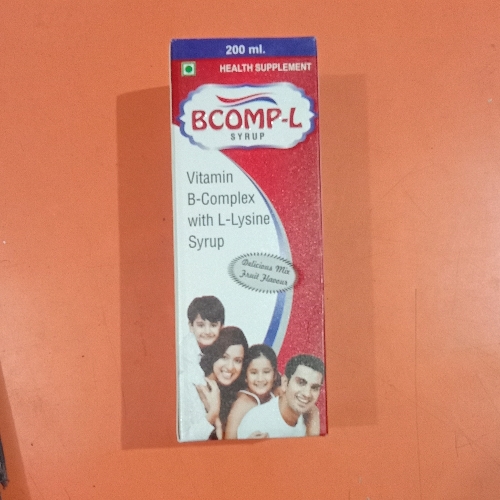 200 ml.
HEALTH SUPPLEMENT
BCOMP-L
SYRUP
Vitamin
B-Complex
with L-Lysine
Syrup
Delicious Mix
Fruit Flavour